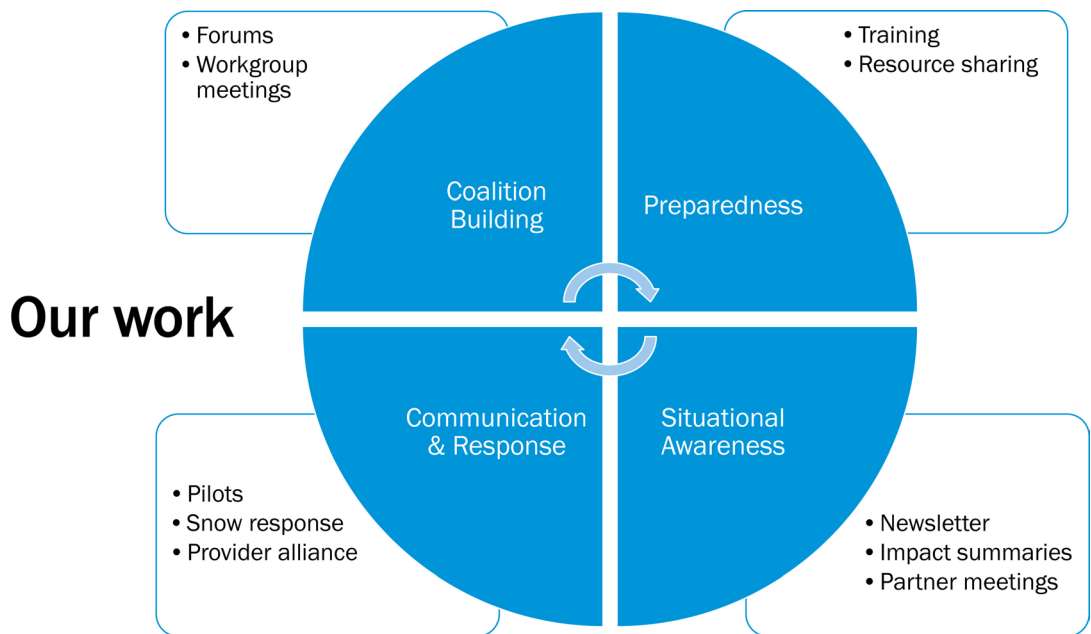 • Forums
• Workgroup
meetings
• Training
• Resource sharing
Coalition
Building
Preparedness
Our work
Communication
& Response
Situational
Awareness
• Pilots
• Snow response
• Provider alliance
• Newsletter
• Impact summaries
• Partner meetings